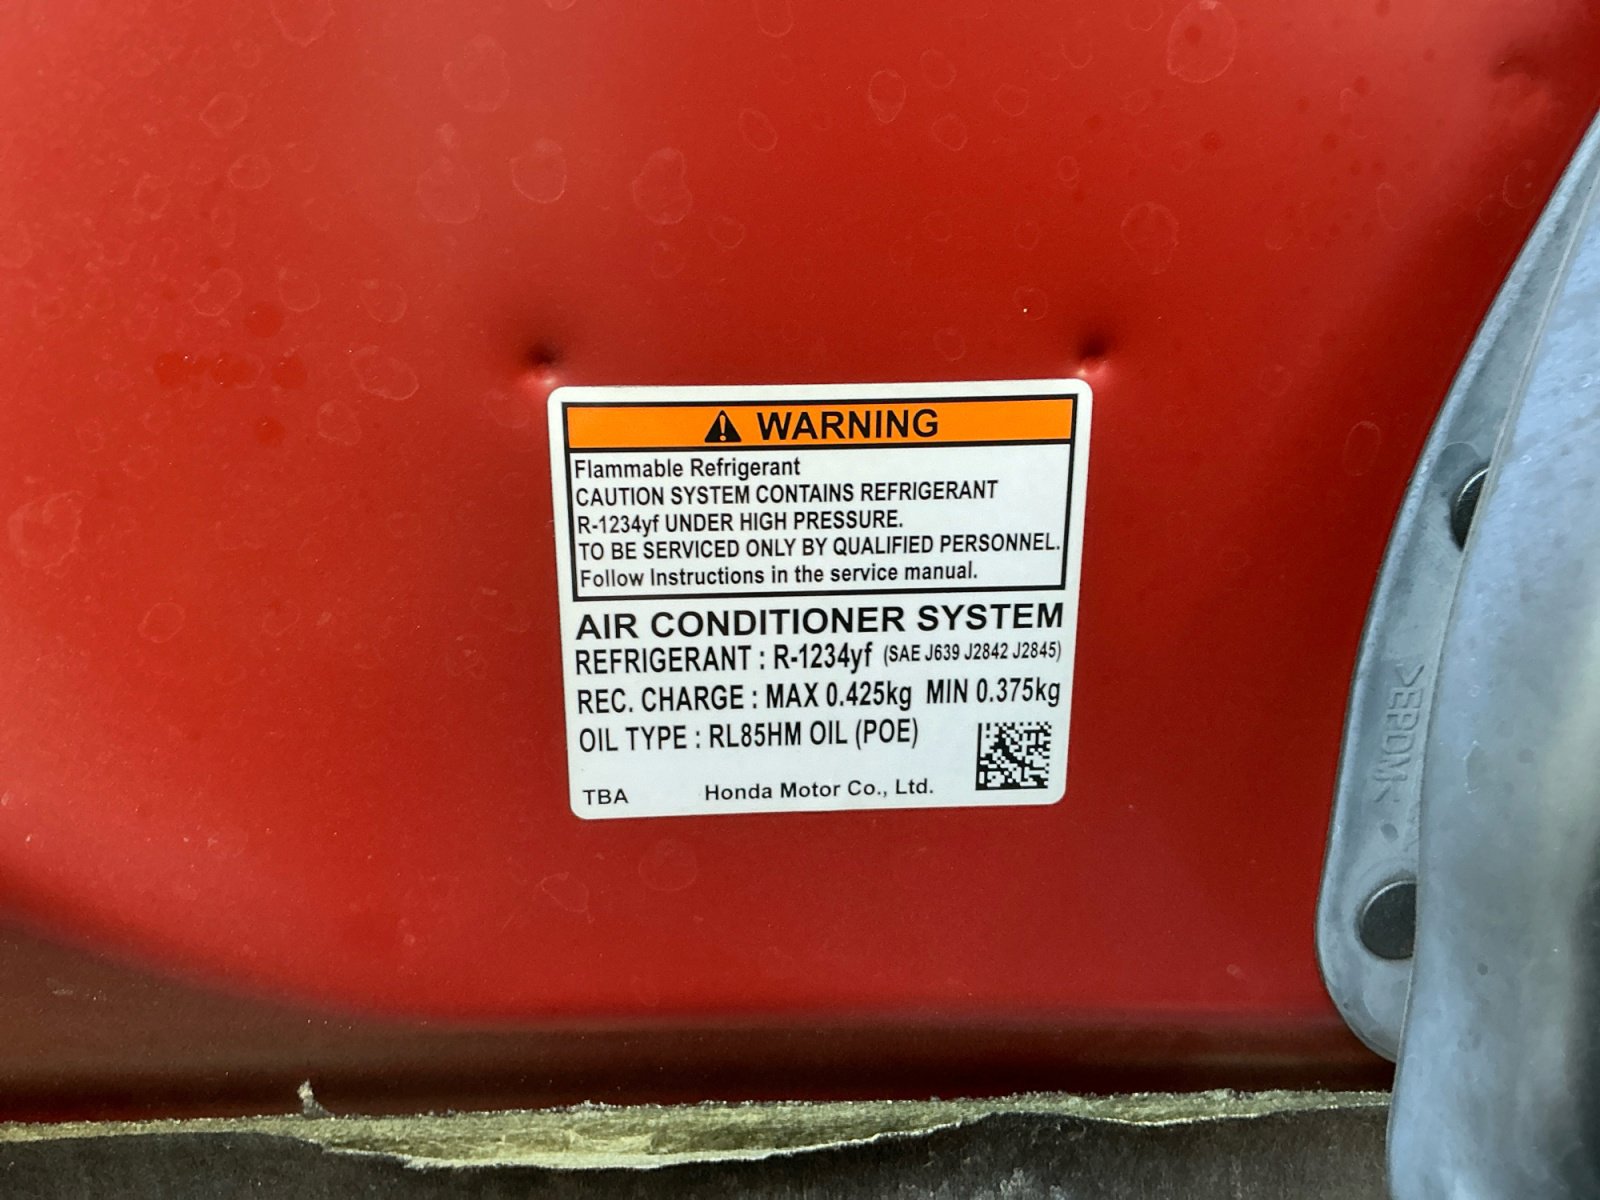 WARNING
Flammable Refrigerant
CAUTION SYSTEM CONTAINS REFRIGERANT
R-1234yf UNDER HIGH PRESSURE.
TO BE SERVICED ONLY BY QUALIFIED PERSONNEL.
Follow Instructions in the service manual.
AIR CONDITIONER SYSTEM
REFRIGERANT : R-1234yf (SAE J639 J2842 J2845)
REC. CHARGE : MAX 0.425kg MIN 0.375kg
OIL TYPE : RL85HM OIL (POE)
TBA Honda Motor Co., Ltd.
>EPDM<